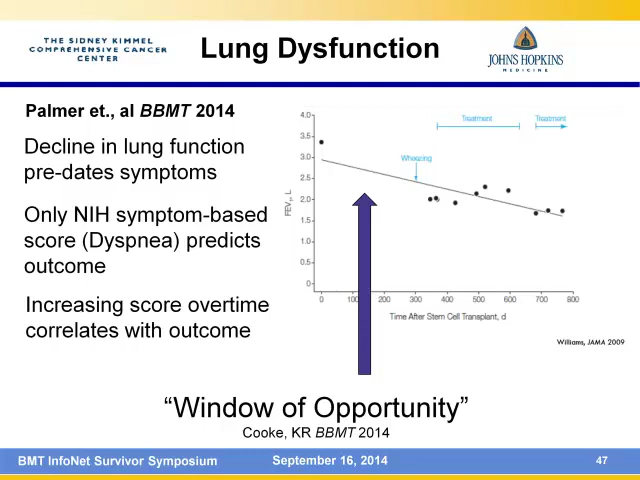 THE SIDNEY KIMMEL
COMPREHENSIVE CANCER
CENTER
Lung Dysfunction
JOHNS HOPKINS
MEDICINE
Palmer et., al BBMT 2014
Decline in lung function
pre-dates symptoms
Only NIH symptom-based
score (Dyspnea) predicts
outcome
Increasing score overtime
correlates with outcome
4.0
3.5
3.0
2.5
2.0
1.5
1.0
0.5
0
FEV1, L
Treatment
Treatment
Wheezing
0 100 200 300 400 500 600 700 800
Time After Stem Cell Transplant, d
Williams, JAMA 2009
“Window of Opportunity”
Cooke, KR BBMT 2014
BMT InfoNet Survivor Symposium
September 16, 2014
47